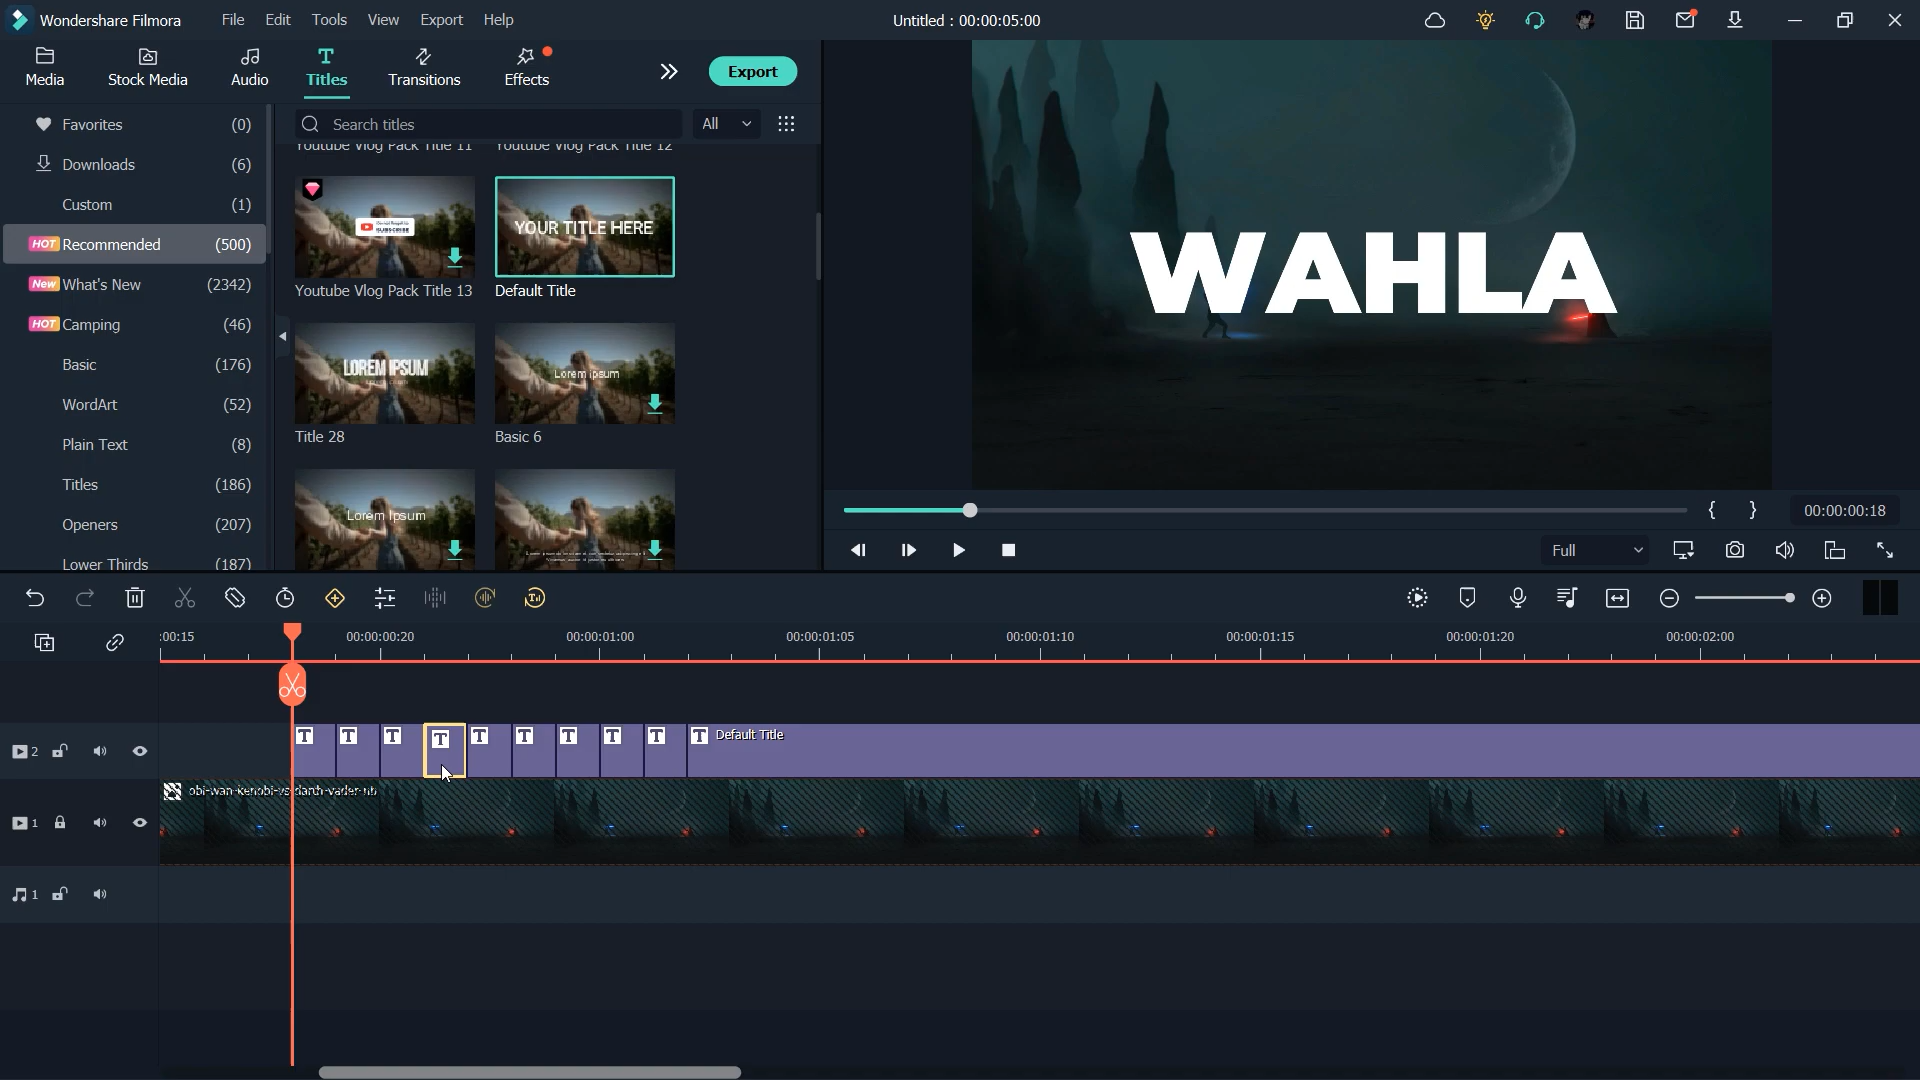 Wondershare Filmora File Edit Tools View Export Help Untitled : 00:00:05:00
Media Stock Media Audio Titles Transitions Effects Export
Favorites (0)
Downloads (6)
Custom (1)
HOT Recommended (500)
New What's New (2342)
HOT Camping (46)
Basic (176)
WordArt (52)
Plain Text (8)
Titles (186)
Openers (207)
Lower Thirds (187)
Search titles All
Youtube Vlog Pack Title 11 Youtube Vlog Pack Title 12
SUBSCRIBE
YOUR TITLE HERE
Youtube Vlog Pack Title 13 Default Title
LOREM IPSUM
Lorem Ipsum
Title 28 Basic 6
Lorem Ipsum
WAHLA
{ } 00:00:00:18
Full
:00:15 00:00:00:20 00:00:01:00 00:00:01:05 00:00:01:10 00:00:01:15 00:00:01:20 00:00:02:00
2 T T T T T T T T T T Default Title
1 obi-wan-kenobi-vs-darth-vader-nb
1